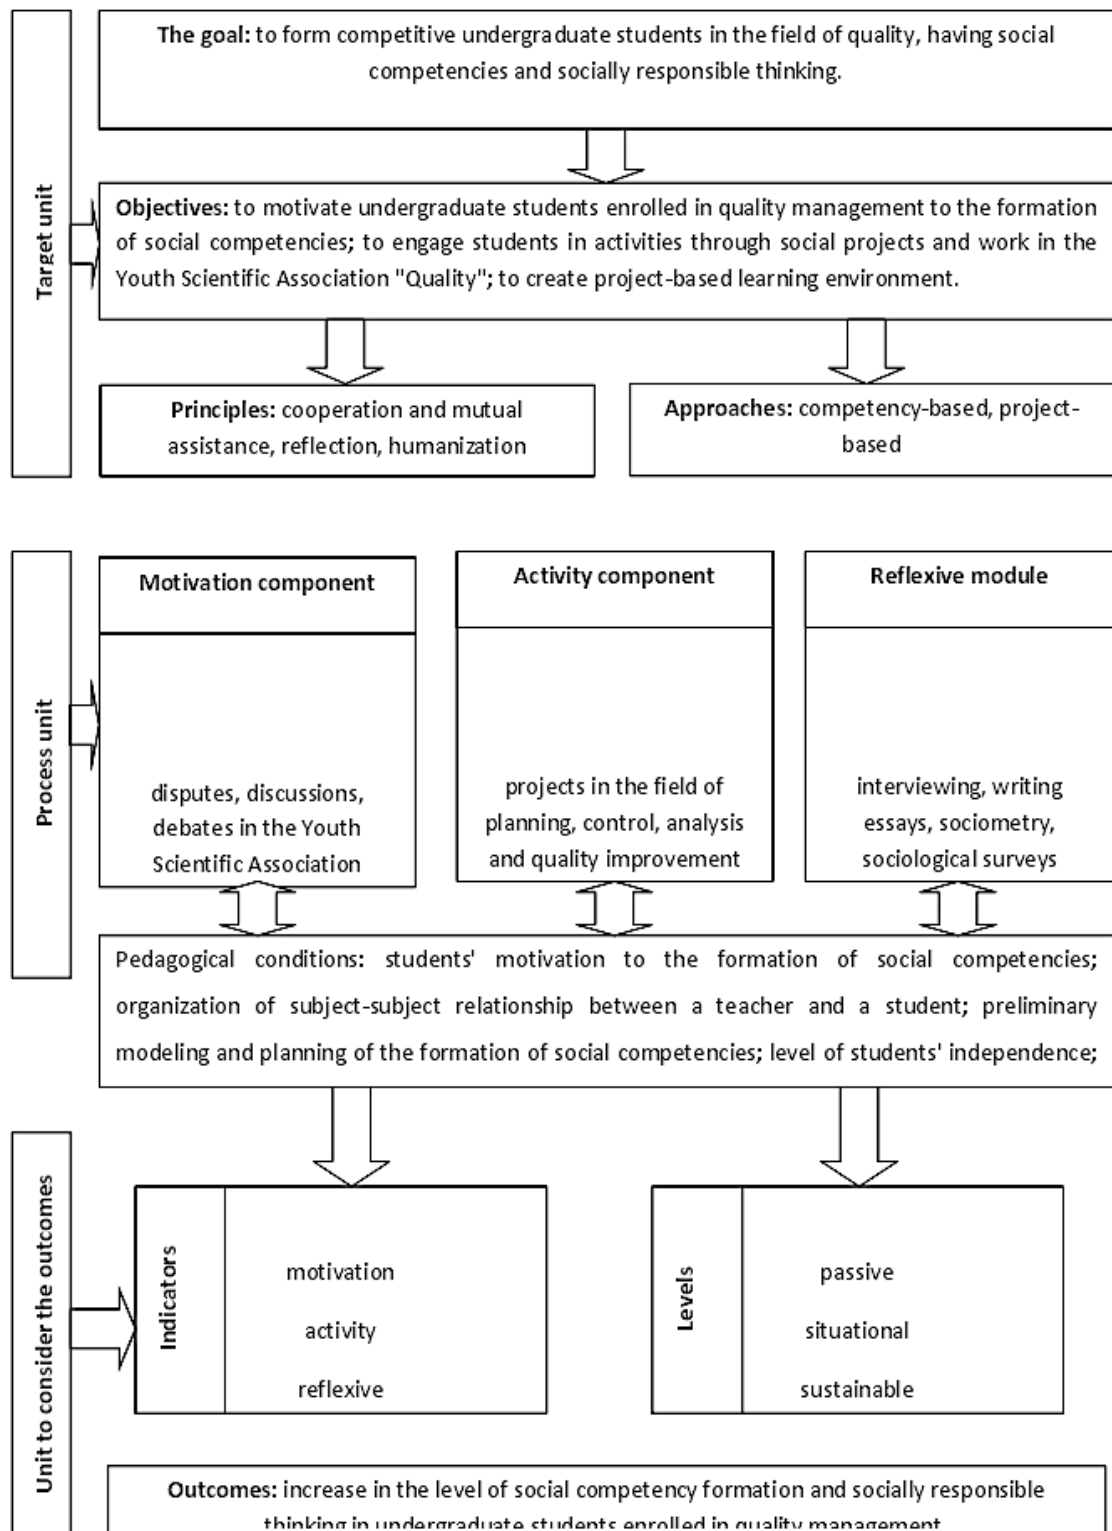 The goal: to form competitive undergraduate students in the field of quality, having social
competencies and socially responsible thinking.
Target unit
Objectives: to motivate undergraduate students enrolled in quality management to the formation
of social competencies; to engage students in activities through social projects and work in the
Youth Scientific Association "Quality"; to create project-based learning environment.
Principles: cooperation and mutual
assistance, reflection, humanization
Approaches: competency-based, project-
based
Process unit
Motivation component
disputes, discussions,
debates in the Youth
Scientific Association
Activity component
projects in the field of
planning, control, analysis
and quality improvement
Reflexive module
interviewing, writing
essays, sociometry,
sociological surveys
Pedagogical conditions: students' motivation to the formation of social competencies;
organization of subject-subject relationship between a teacher and a student; preliminary
modeling and planning of the formation of social competencies; level of students' independence;
Unit to consider the outcomes
Indicators
motivation
activity
reflexive
Levels
passive
situational
sustainable
Outcomes: increase in the level of social competency formation and socially responsible
thinking in undergraduate students enrolled in quality management